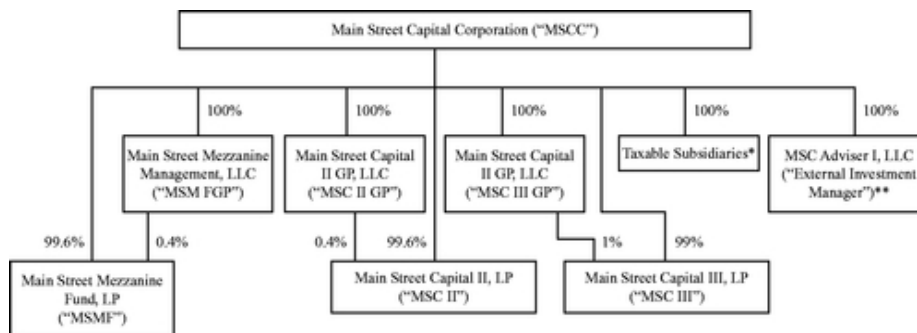 Main Street Capital Corporation (“MSCC”)
100%
100%
100%
100%
100%
Main Street Mezzanine
Management, LLC
(“MSM FGP”)
Main Street Capital
II GP, LLC
(“MSC II GP”)
Main Street Capital
II GP, LLC
(“MSC III GP”)
Taxable Subsidiaries*
MSC Adviser I, LLC
(“External Investment
Manager”)**
99.6%
0.4%
0.4%
99.6%
1%
99%
Main Street Mezzanine
Fund, LP
(“MSMF”)
Main Street Capital II, LP
(“MSC II”)
Main Street Capital III, LP
(“MSC III”)